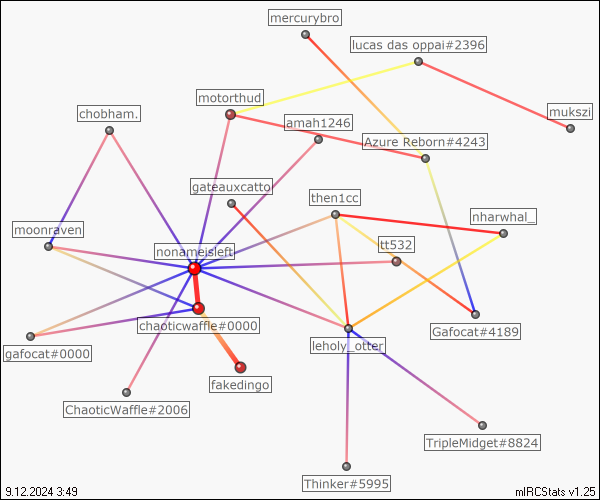 mercurybro
lucas das oppai#2396
motorthud
chobham.
mukszi
amah1246
Azure Reborn#4243
gateauxcatto
then1cc
nharwhal_
moonraven
nonameisleft
tt532
chaoticwaffle#0000
Gafocat#4189
gafocat#0000
leholy_otter
fakedingo
ChaoticWaffle#2006
TripleMidget#8824
Thinker#5995
9.12.2024 3:49
mIRCStats v1.25